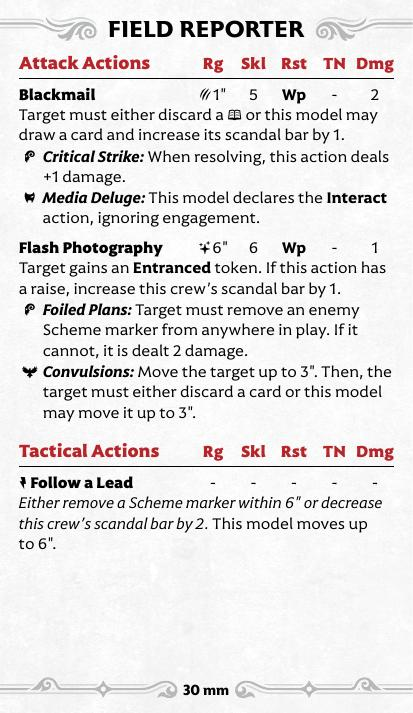 FIELD REPORTER
Attack Actions Rg Skl Rst TN Dmg
Blackmail 1" 5 Wp - 2
Target must either discard a or this model may
draw a card and increase its scandal bar by 1.
Critical Strike: When resolving, this action deals
+1 damage.
Media Deluge: This model declares the Interact
action, ignoring engagement.
Flash Photography 6" 6 Wp - 1
Target gains an Entranced token. If this action has
a raise, increase this crew's scandal bar by 1.
Foiled Plans: Target must remove an enemy
Scheme marker from anywhere in play. If it
cannot, it is dealt 2 damage.
Convulsions: Move the target up to 3". Then, the
target must either discard a card or this model
may move it up to 3".
Tactical Actions Rg Skl Rst TN Dmg
Follow a Lead - - - - -
Either remove a Scheme marker within 6" or decrease
this crew's scandal bar by 2. This model moves up
to 6".
30 mm